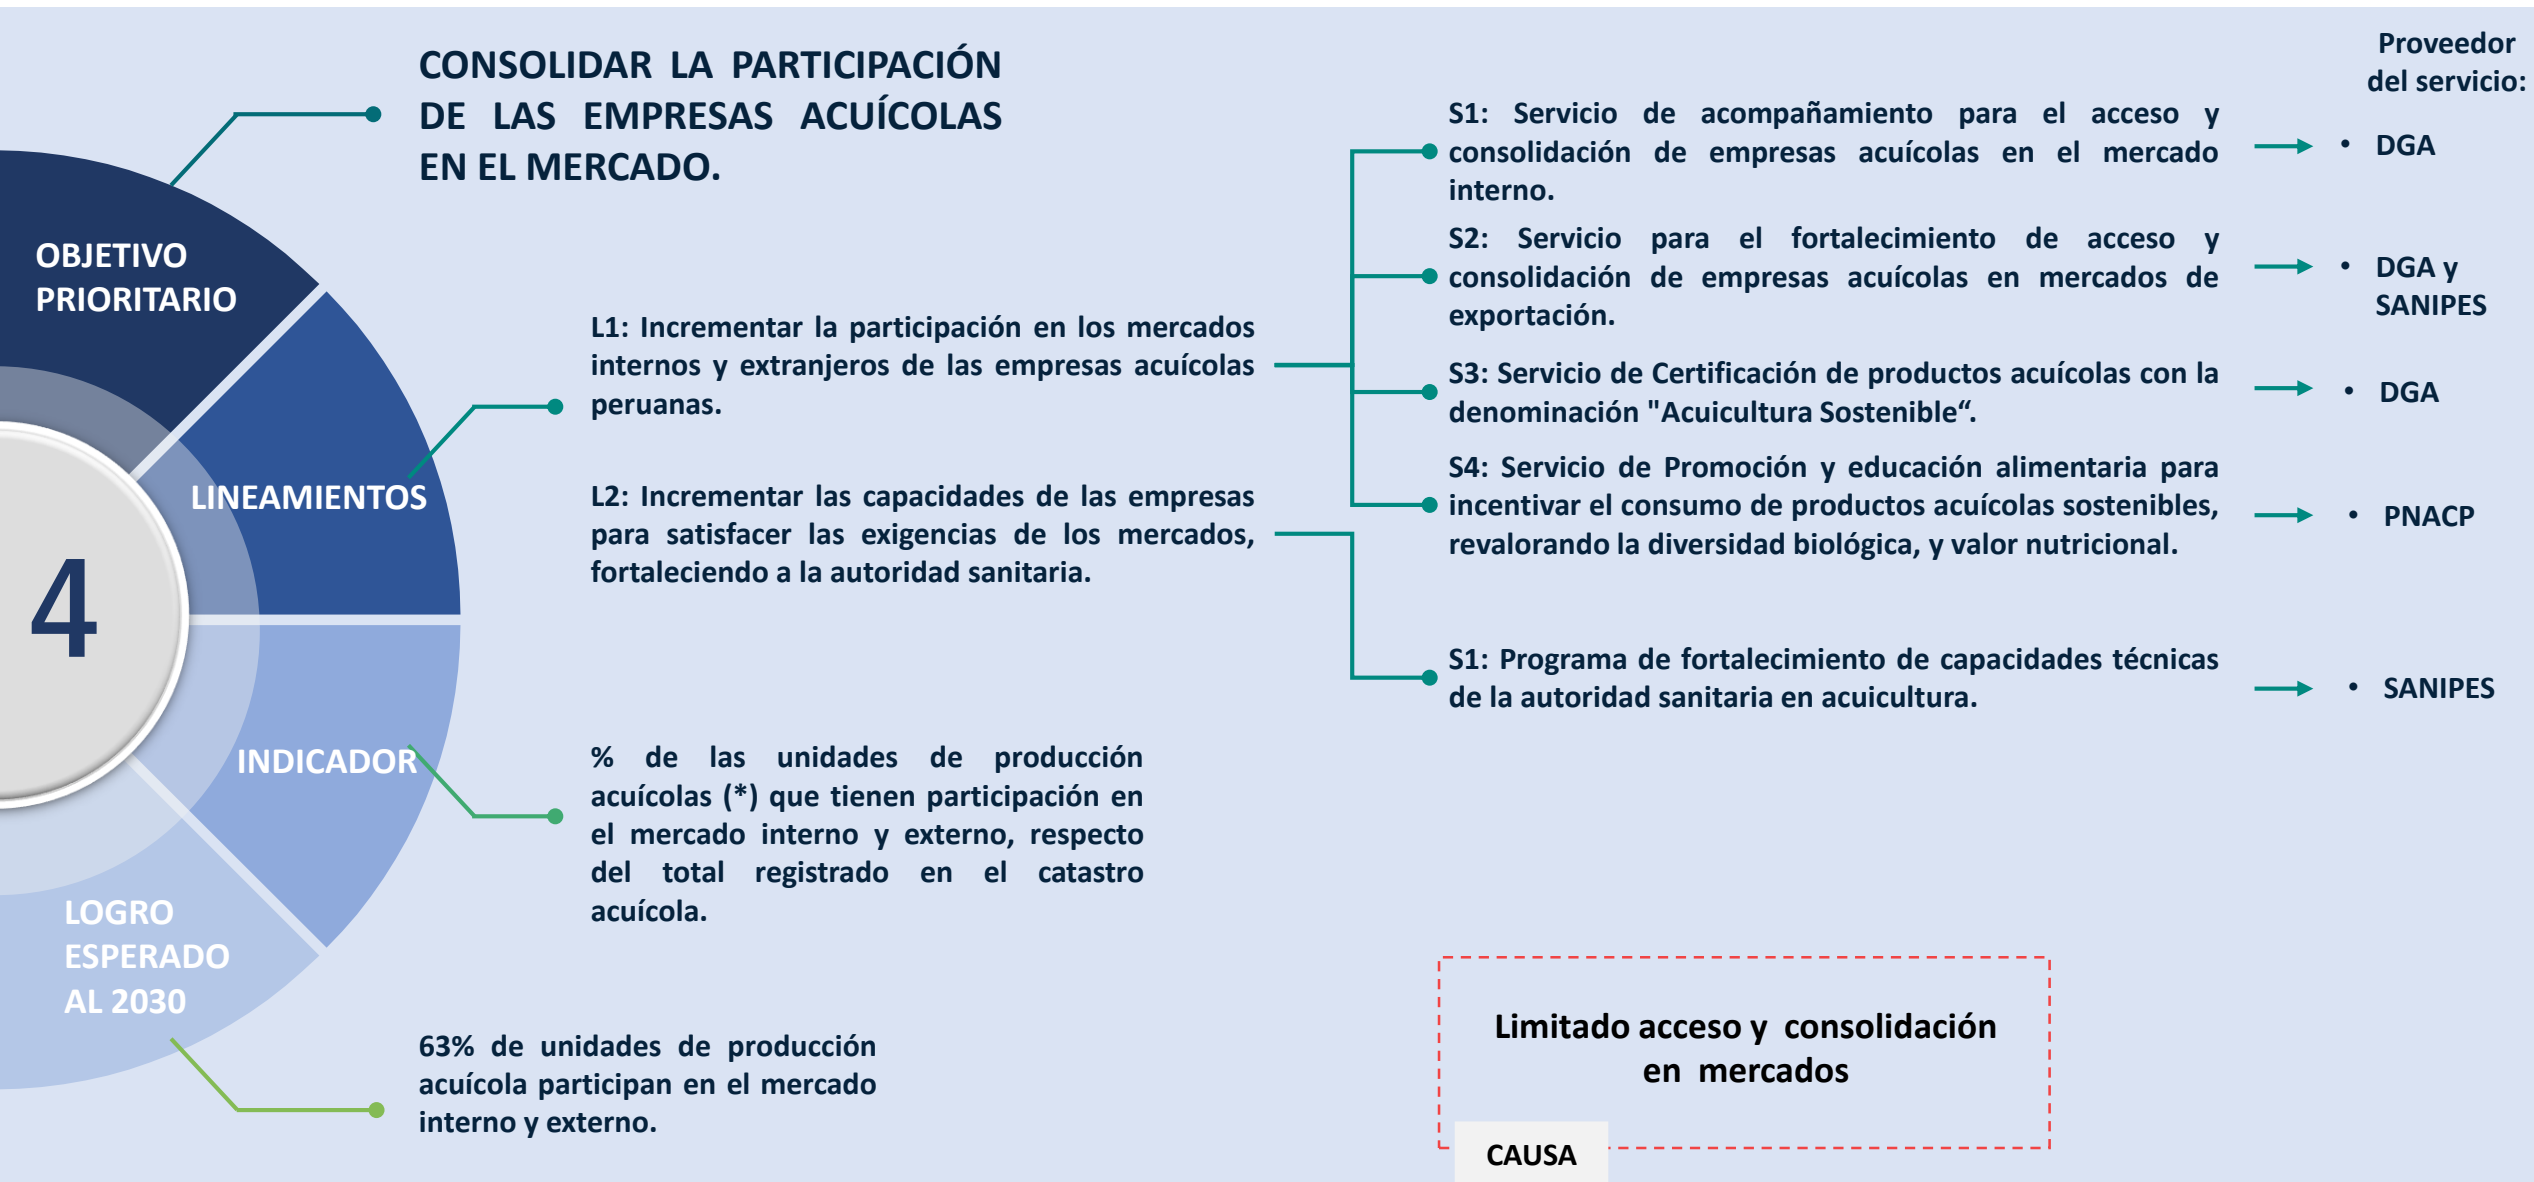 CONSOLIDAR LA PARTICIPACIÓN
DE LAS EMPRESAS ACUÍCOLAS
EN EL MERCADO.
OBJETIVO
PRIORITARIO
LINEAMIENTOS
4
INDICADOR
LOGRO
ESPERADO
AL 2030
L1: Incrementar la participación en los mercados
internos y extranjeros de las empresas acuícolas
peruanas.
L2: Incrementar las capacidades de las empresas
para satisfacer las exigencias de los mercados,
fortaleciendo a la autoridad sanitaria.
% de las unidades de producción
acuícolas (*) que tienen participación en
el mercado interno y externo, respecto
del total registrado en el catastro
acuícola.
63% de unidades de producción
acuícola participan en el mercado
interno y externo.
Proveedor
del servicio:
S1: Servicio de acompañamiento para el acceso y
consolidación de empresas acuícolas en el mercado
interno.
• DGA
S2: Servicio para el fortalecimiento de acceso y
consolidación de empresas acuícolas en mercados de
exportación.
• DGA y
SANIPES
S3: Servicio de Certificación de productos acuícolas con la
denominación "Acuicultura Sostenible“.
• DGA
S4: Servicio de Promoción y educación alimentaria para
incentivar el consumo de productos acuícolas sostenibles,
revalorando la diversidad biológica, y valor nutricional.
• PNACP
S1: Programa de fortalecimiento de capacidades técnicas
de la autoridad sanitaria en acuicultura.
• SANIPES
Limitado acceso y consolidación
en mercados
CAUSA